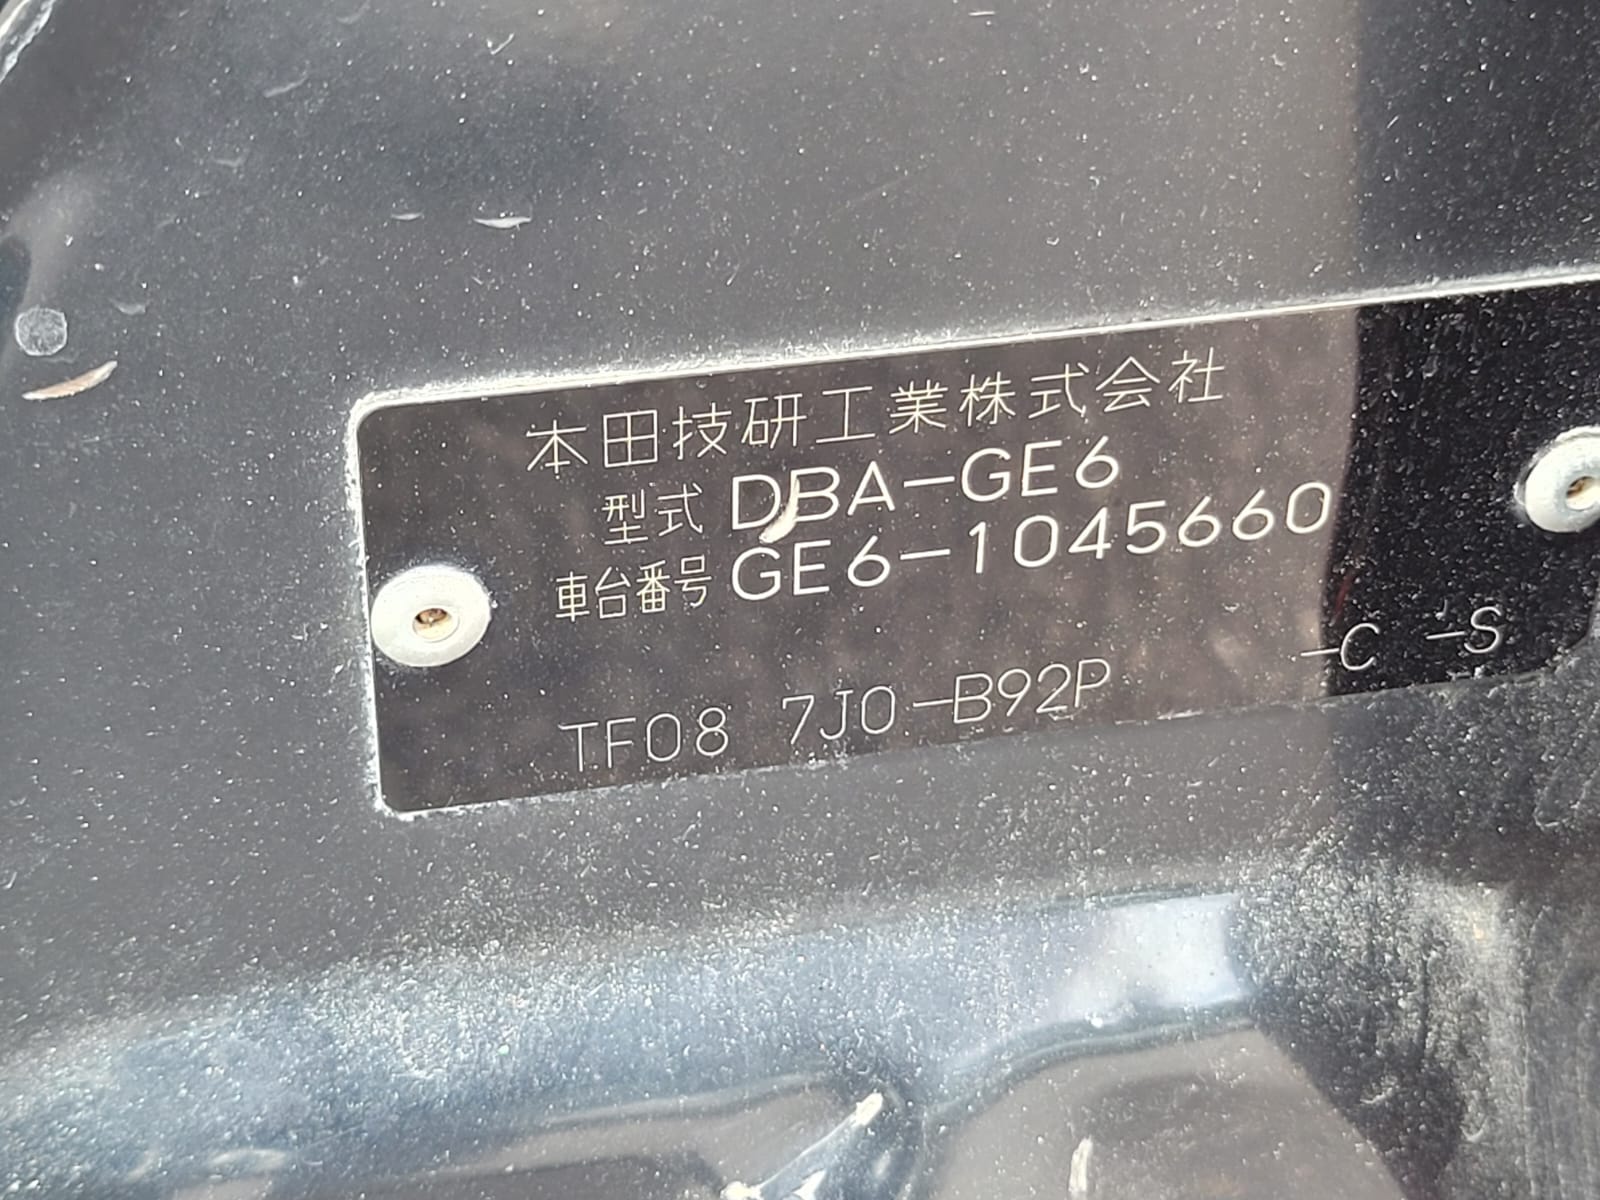 本田技研工業株式会社
型式 DBA-GE6
車台番号 GE6-1045660
TF08 7J0-B92P -C -S